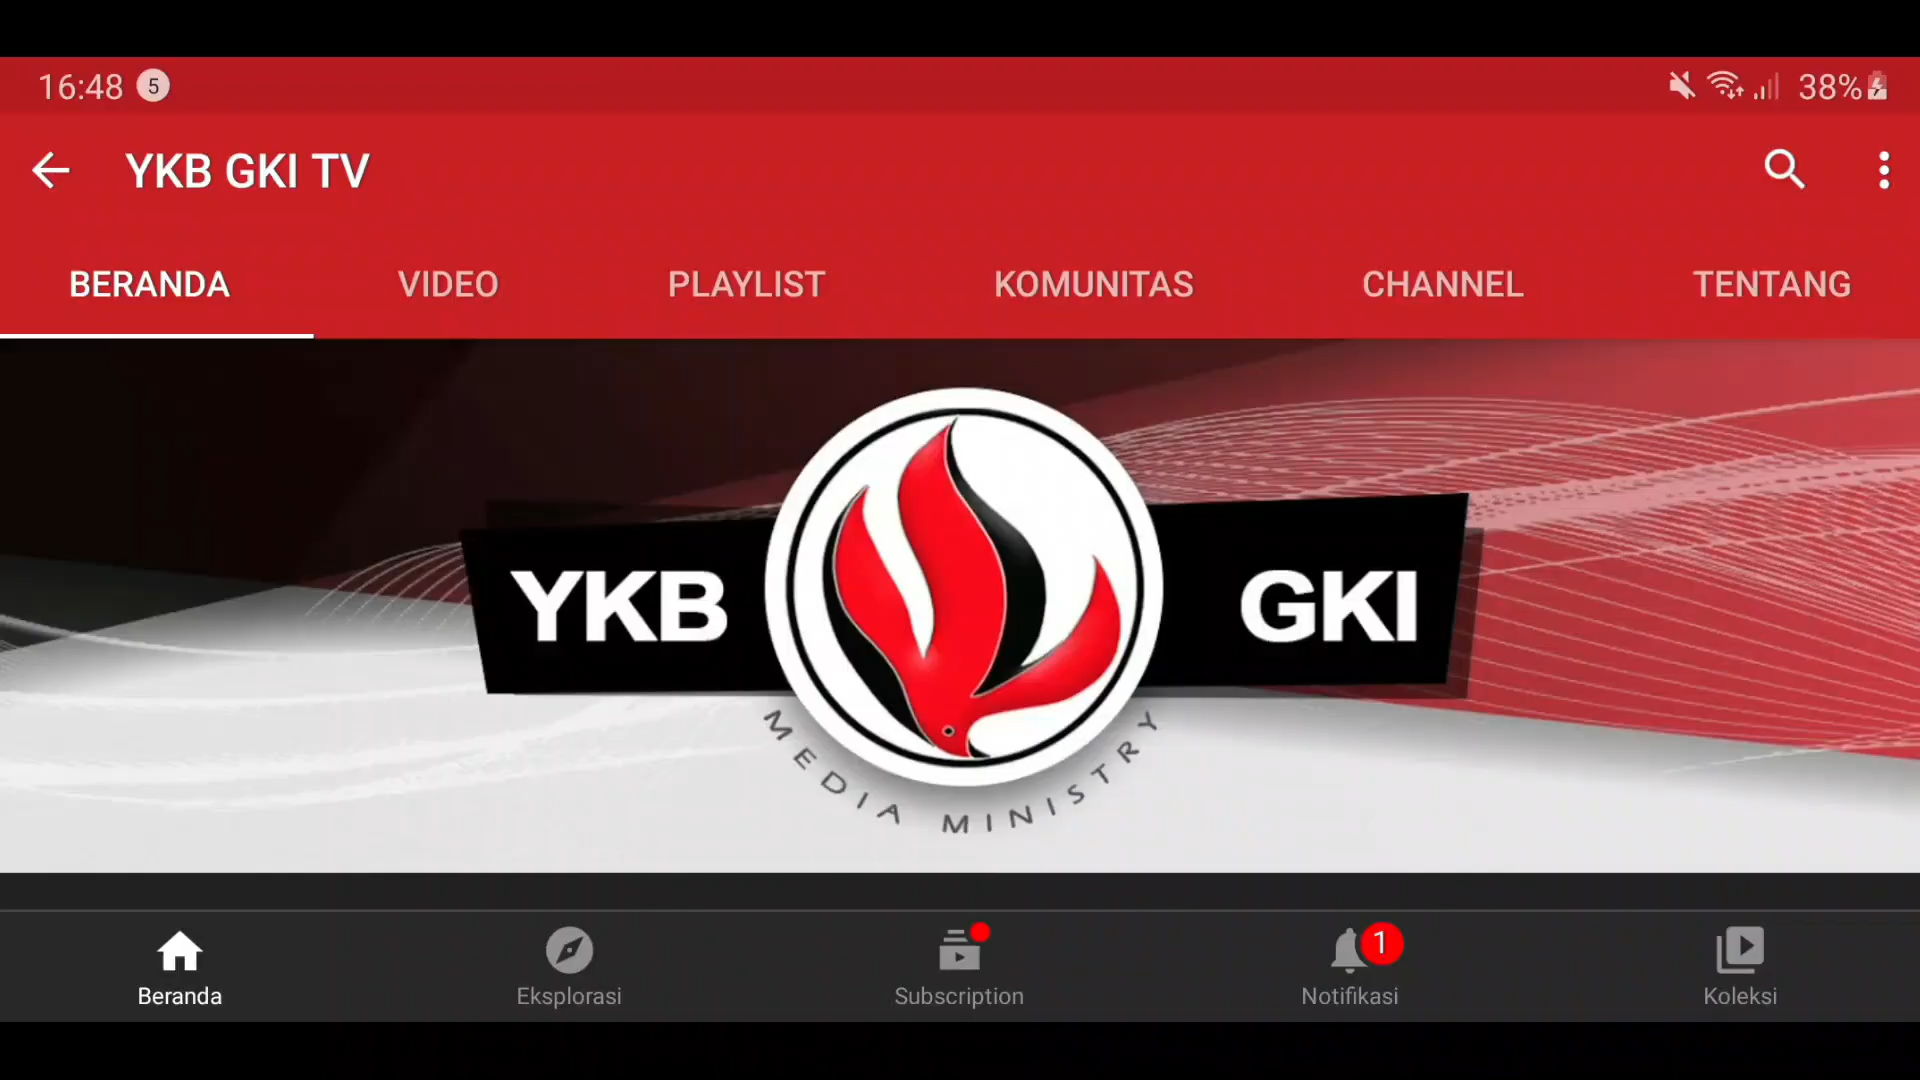 16:48 5 38%
YKB GKI TV
BERANDA VIDEO PLAYLIST KOMUNITAS CHANNEL TENTANG
YKB GKI
MEDIA MINISTRY
1
Beranda Eksplorasi Subscription Notifikasi Koleksi